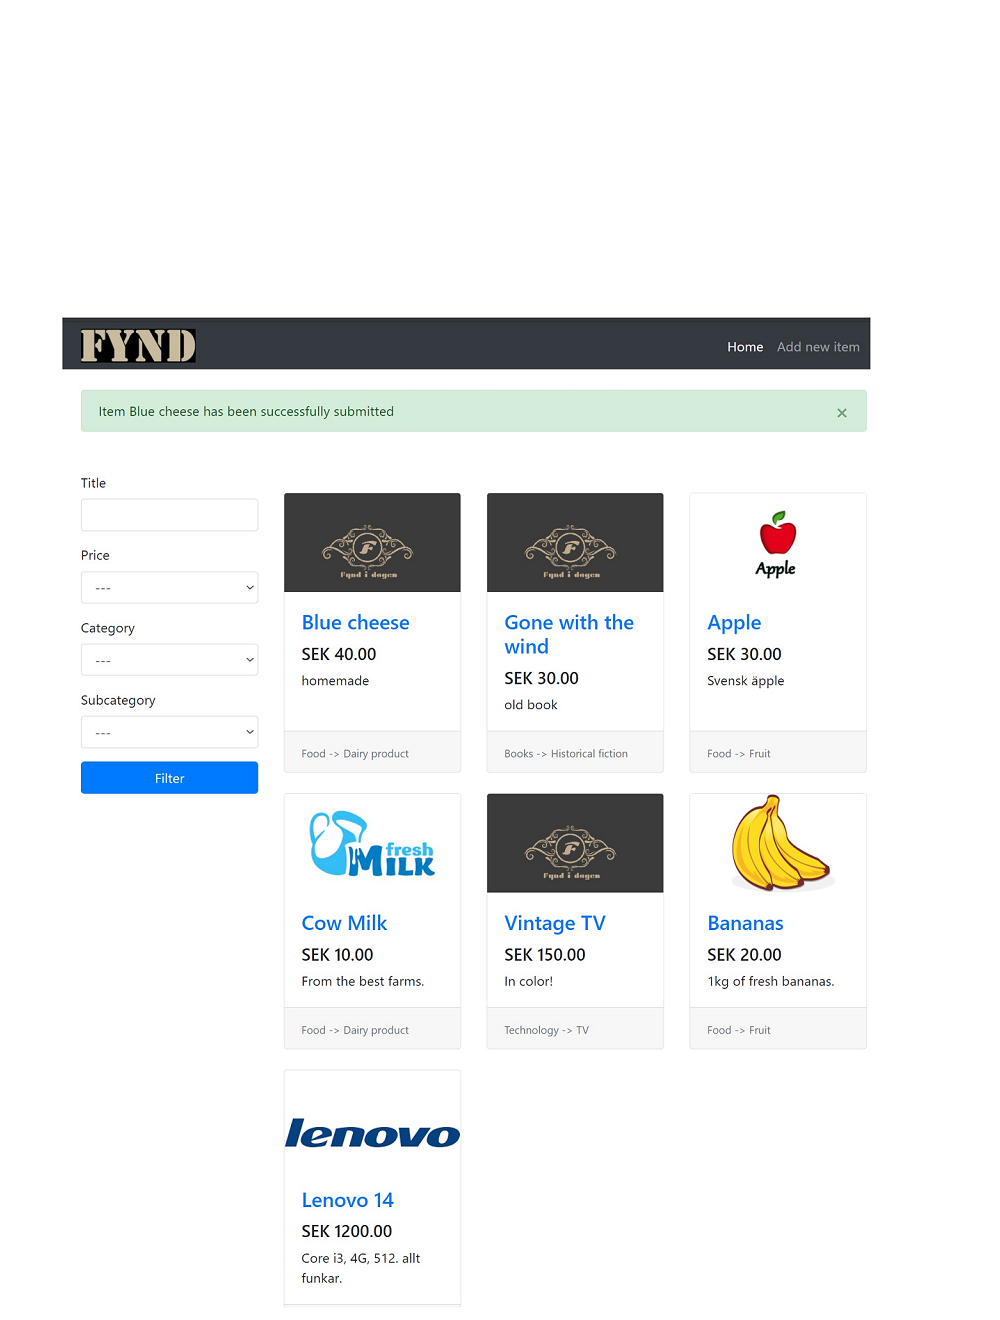 FYND
Home Add new item
Item Blue cheese has been successfully submitted ×
Title
Price
---
Category
---
Subcategory
---
Filter
F
Fynd i dagen
Blue cheese
SEK 40.00
homemade
Food -> Dairy product
F
Fynd i dagen
Gone with the
wind
SEK 30.00
old book
Books -> Historical fiction
Apple
Apple
SEK 30.00
Svensk äpple
Food -> Fruit
fresh
MILK
Cow Milk
SEK 10.00
From the best farms.
Food -> Dairy product
F
Fynd i dagen
Vintage TV
SEK 150.00
In color!
Technology -> TV
Bananas
SEK 20.00
1kg of fresh bananas.
Food -> Fruit
lenovo
Lenovo 14
SEK 1200.00
Core i3, 4G, 512. allt
funkar.